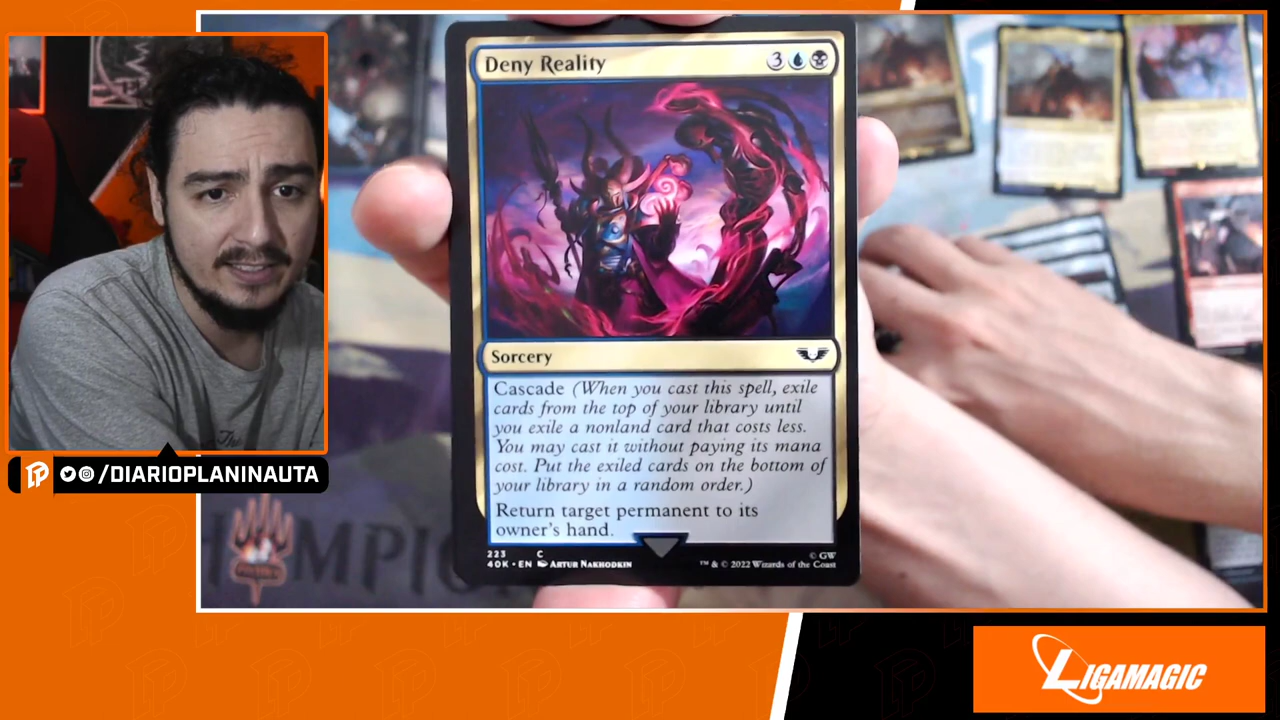 Deny Reality
3
Sorcery
Cascade (When you cast this spell, exile
cards from the top of your library until
you exile a nonland card that costs less.
You may cast it without paying its mana
cost. Put the exiled cards on the bottom of
your library in a random order.)
Return target permanent to its
owner's hand.
223 C
40K • EN ARTUR NAKHODKIN
© GW
™ & © 2022 Wizards of the Coast
/DIARIOPLANINAUTA
LIGAMAGIC